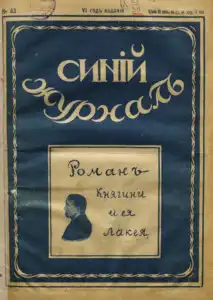 № 43
VI годъ изданія
СИНІЙ
ЖУРНАЛЪ
Романъ
Княгини
и ея
лакея